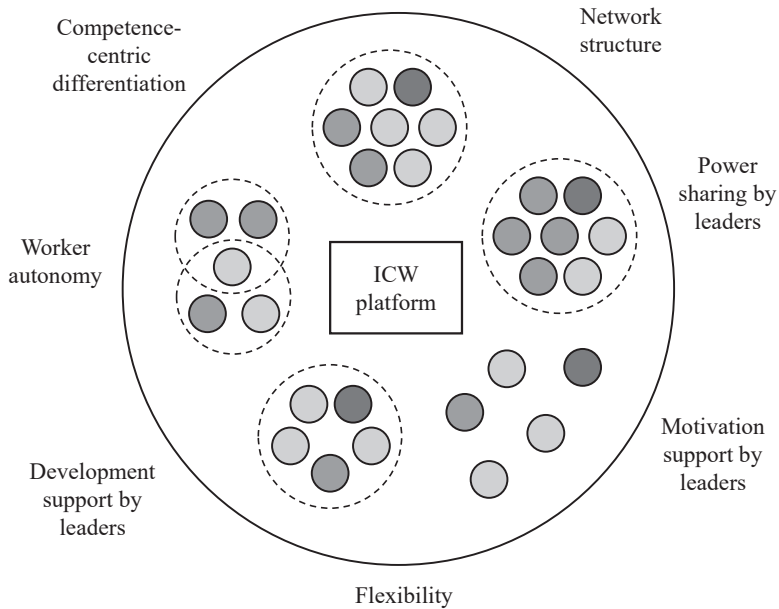 Competence-
centric
differentiation
Network
structure
Power
sharing by
leaders
Worker
autonomy
ICW
platform
Motivation
support by
leaders
Development
support by
leaders
Flexibility